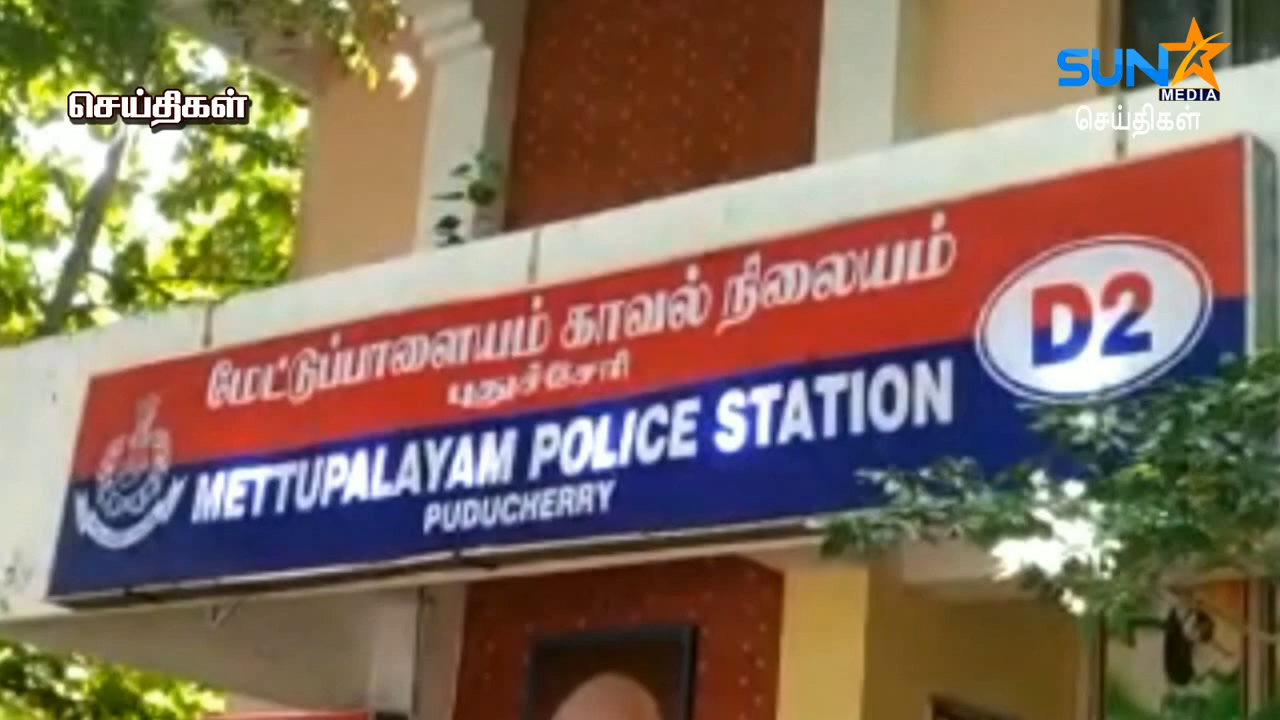 செய்திகள்
SUN
MEDIA
செய்திகள்
மேட்டுப்பாளையம் காவல் நிலையம்
புதுச்சேரி
D2
METTUPALAYAM POLICE STATION
PUDUCHERRY